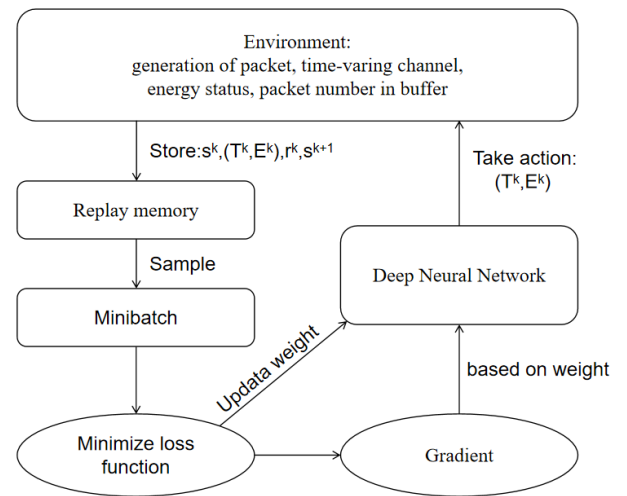 Environment:
generation of packet, time-varing channel,
energy status, packet number in buffer
Store:sᵏ,(Tᵏ,Eᵏ),rᵏ,sᵏ⁺¹
Take action:
(Tᵏ,Eᵏ)
Replay memory
Sample
Deep Neural Network
Minibatch
Updata weight
based on weight
Minimize loss
function
Gradient